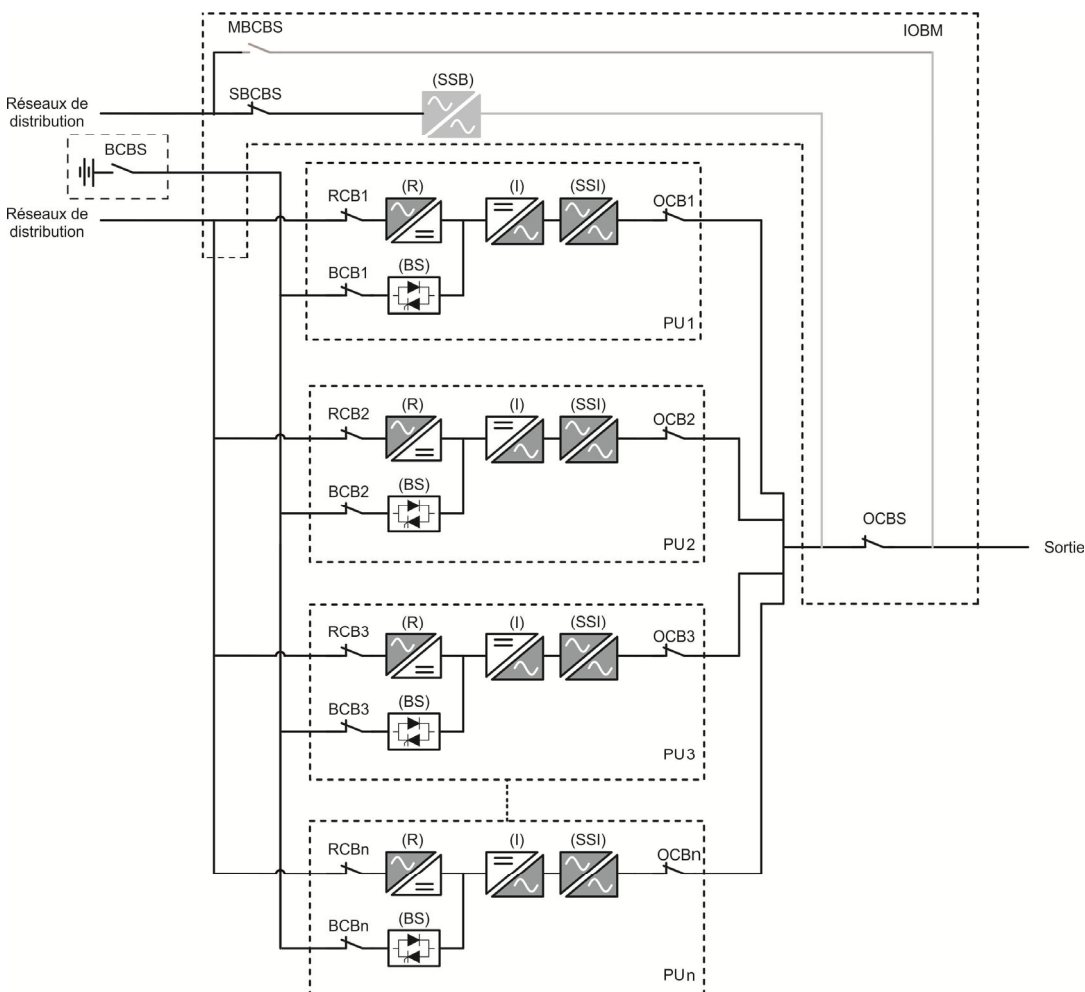 MBCBS
IOBM
(SSB)
Réseaux de
distribution
SBCBS
BCBS
Réseaux de
distribution
RCB1
(R)
(I)
(SSI)
OCB1
BCB1
(BS)
PU1
RCB2
(R)
(I)
(SSI)
OCB2
BCB2
(BS)
PU2
OCBS
Sortie
RCB3
(R)
(I)
(SSI)
OCB3
BCB3
(BS)
PU3
RCBn
(R)
(I)
(SSI)
OCBn
BCBn
(BS)
PUn